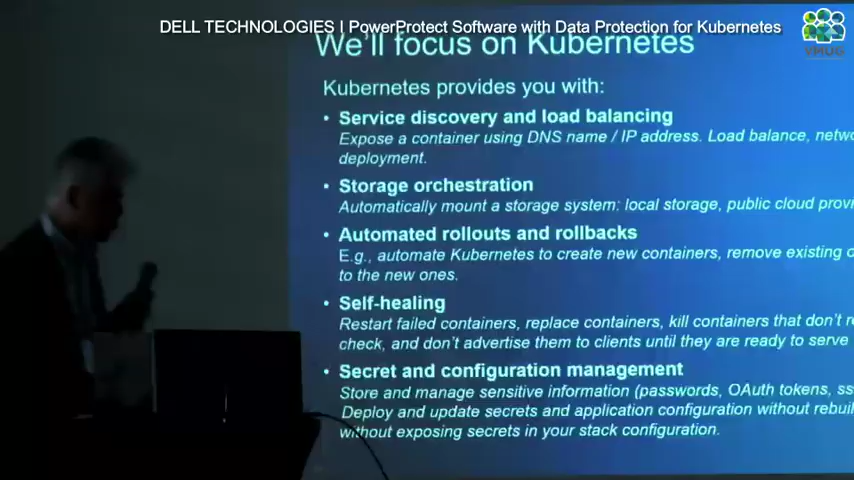 DELL TECHNOLOGIES I PowerProtect Software with Data Protection for Kubernetes
VMUG
We'll focus on Kubernetes
Kubernetes provides you with:
• Service discovery and load balancing
Expose a container using DNS name / IP address. Load balance,
deployment.
• Storage orchestration
Automatically mount a storage system: local storage, public cloud
• Automated rollouts and rollbacks
E.g., automate Kubernetes to create new containers, remove existing
to the new ones.
• Self-healing
Restart failed containers, replace containers, kill containers that don't
check, and don't advertise them to clients until they are ready to serve
• Secret and configuration management
Store and manage sensitive information (passwords, OAuth tokens,
Deploy and update secrets and application configuration without
without exposing secrets in your stack configuration.